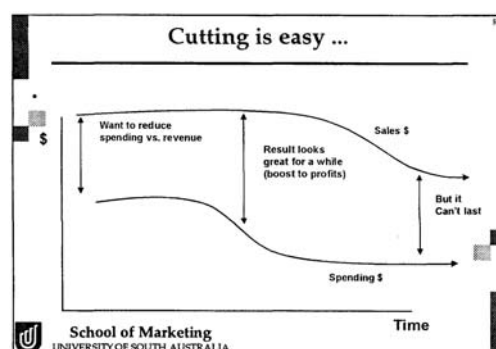 Cutting is easy ...
$
Want to reduce
spending vs. revenue
Result looks
great for a while
(boost to profits)
Sales $
But it
Can't last
Spending $
Time
School of Marketing
UNIVERSITY OF SOUTH AUSTRALIA